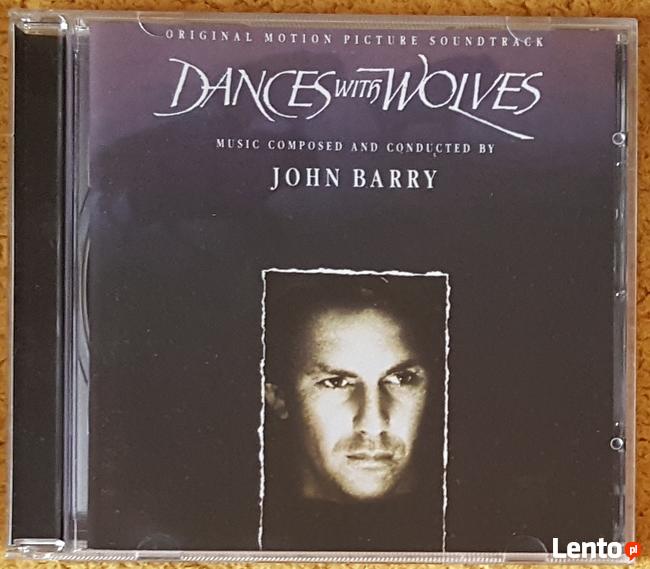 ORIGINAL MOTION PICTURE SOUNDTRACK
DANCES WITH WOLVES
MUSIC COMPOSED AND CONDUCTED BY
JOHN BARRY
Lento.pl